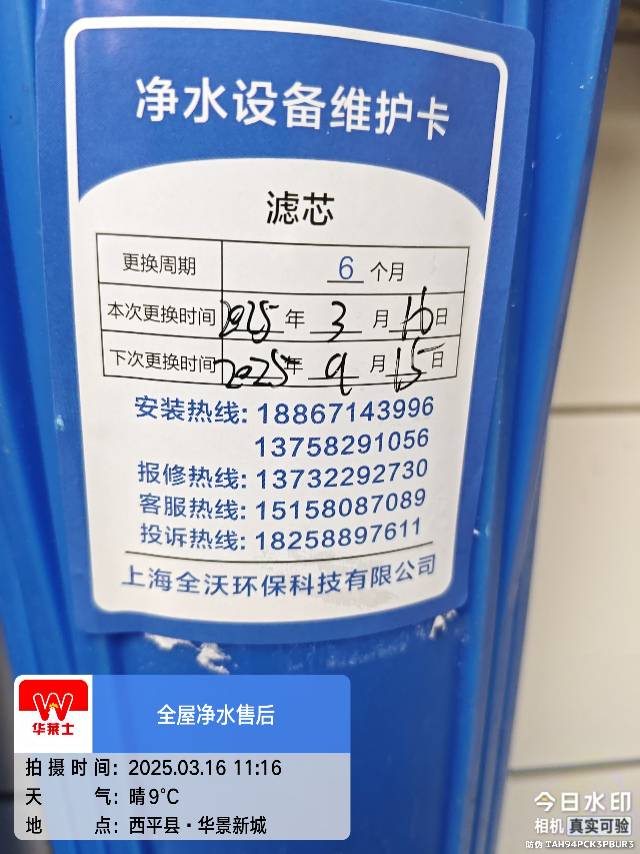 净水设备维护卡
滤芯
更换周期 6 个月
本次更换时间 2025 年 3 月 16 日
下次更换时间 2025 年 9 月 15 日
安装热线: 18867143996
13758291056
报修热线: 13732292730
客服热线: 15158087089
投诉热线: 18258897611
上海全沃环保科技有限公司
华莱士
全屋净水售后
拍摄时间: 2025.03.16 11:16
天气: 晴9℃
地点: 西平县·华景新城
今日水印
相机 真实可验
防伪 TAH94PCK3PBUR3